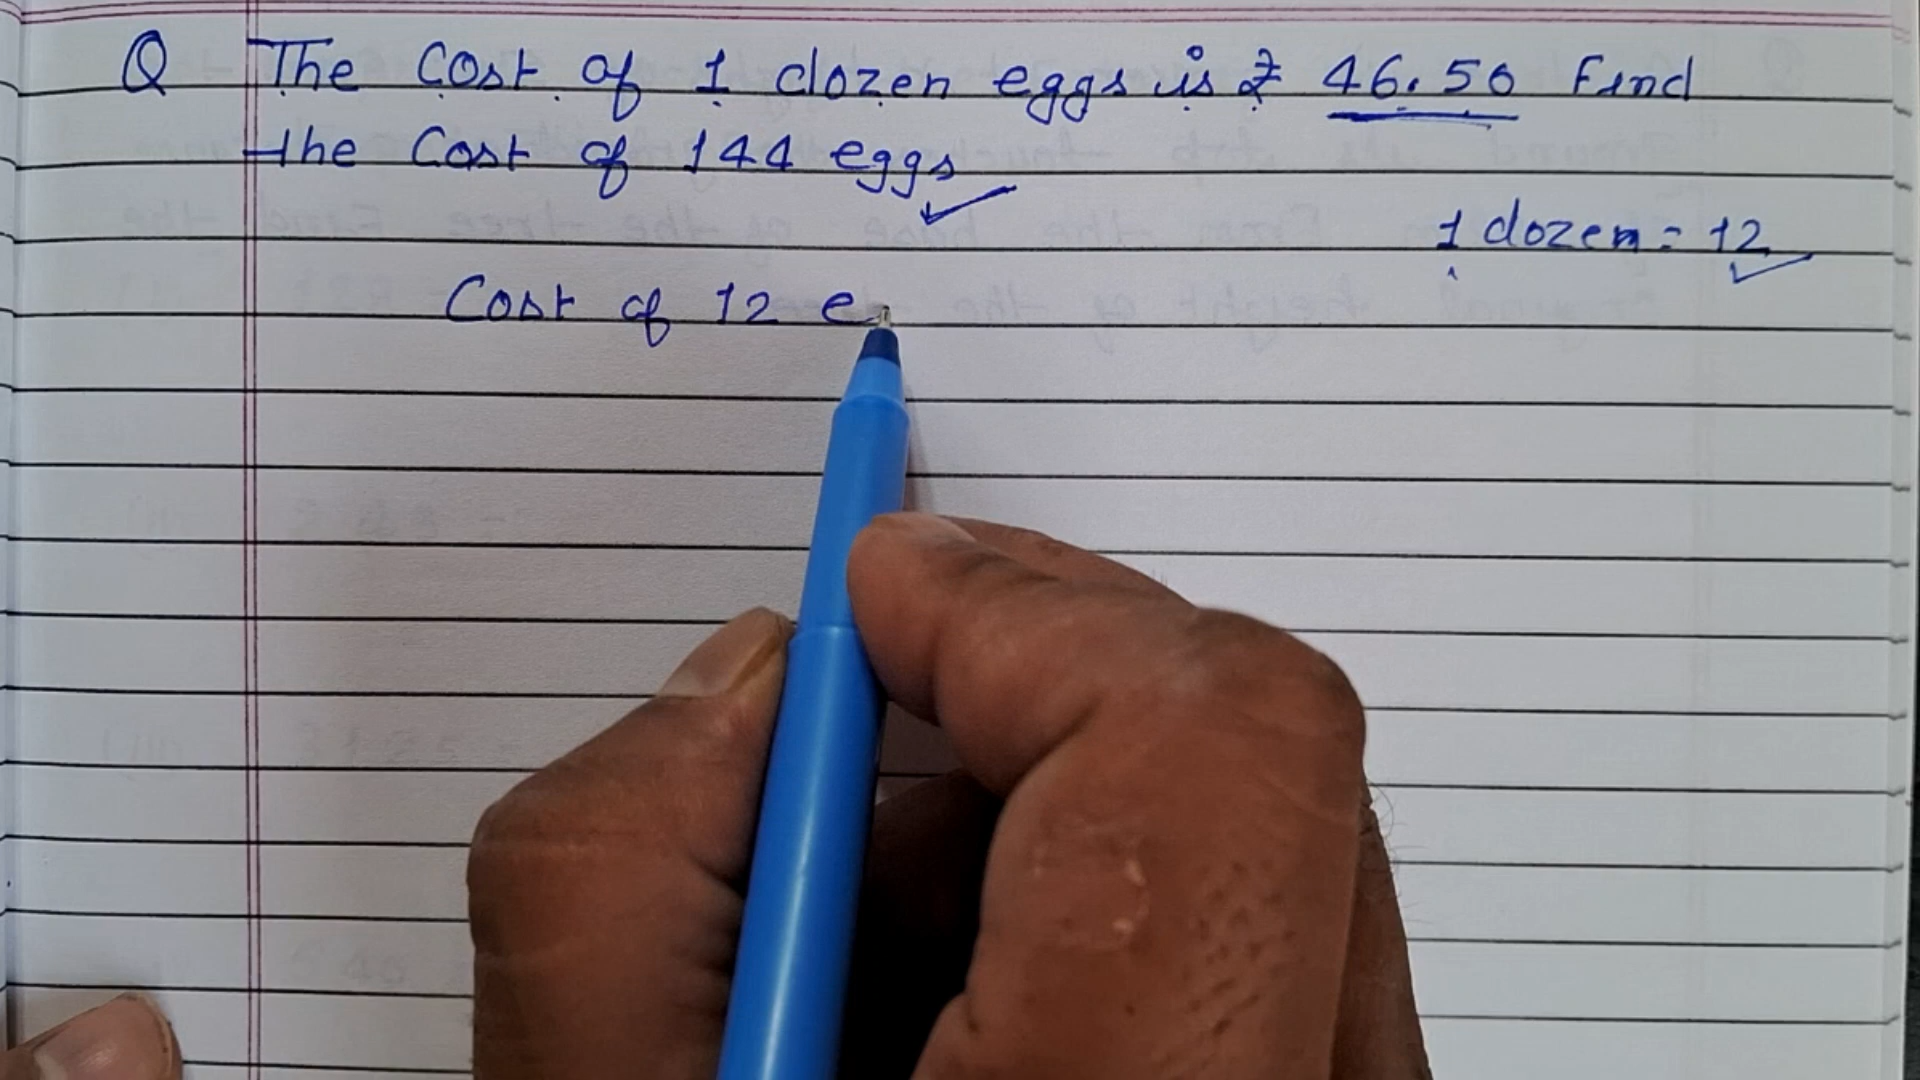 Q The Cost of 1 dozen eggs is ₹ 46.50 Find
the Cost of 144 eggs
1 dozen = 12
Cost of 12 e